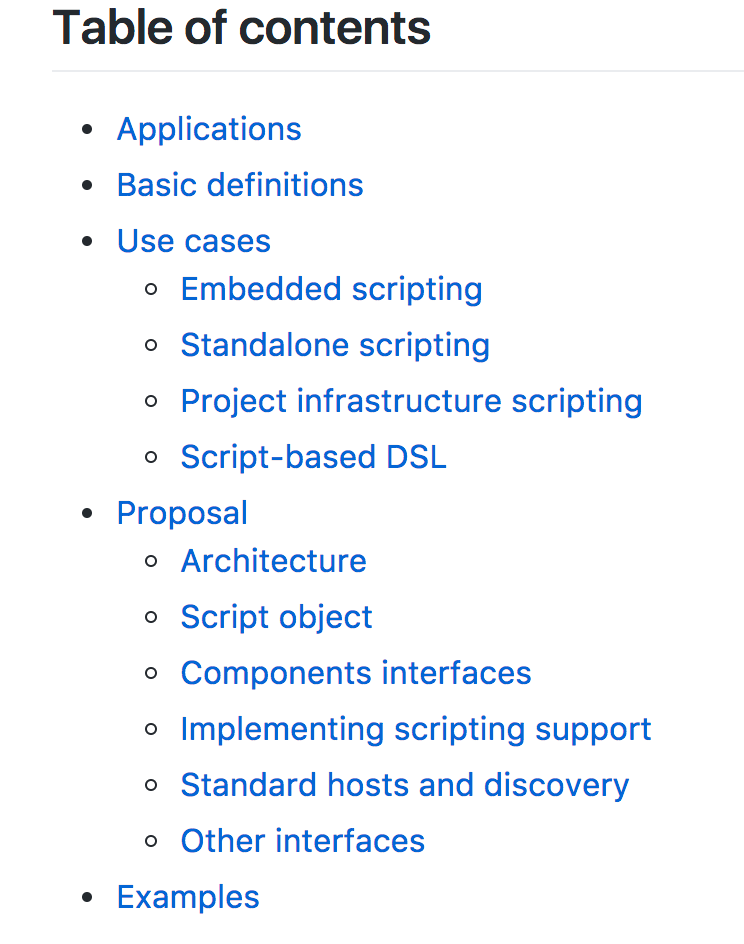 Table of contents
Applications
Basic definitions
Use cases
Embedded scripting
Standalone scripting
Project infrastructure scripting
Script-based DSL
Proposal
Architecture
Script object
Components interfaces
Implementing scripting support
Standard hosts and discovery
Other interfaces
Examples